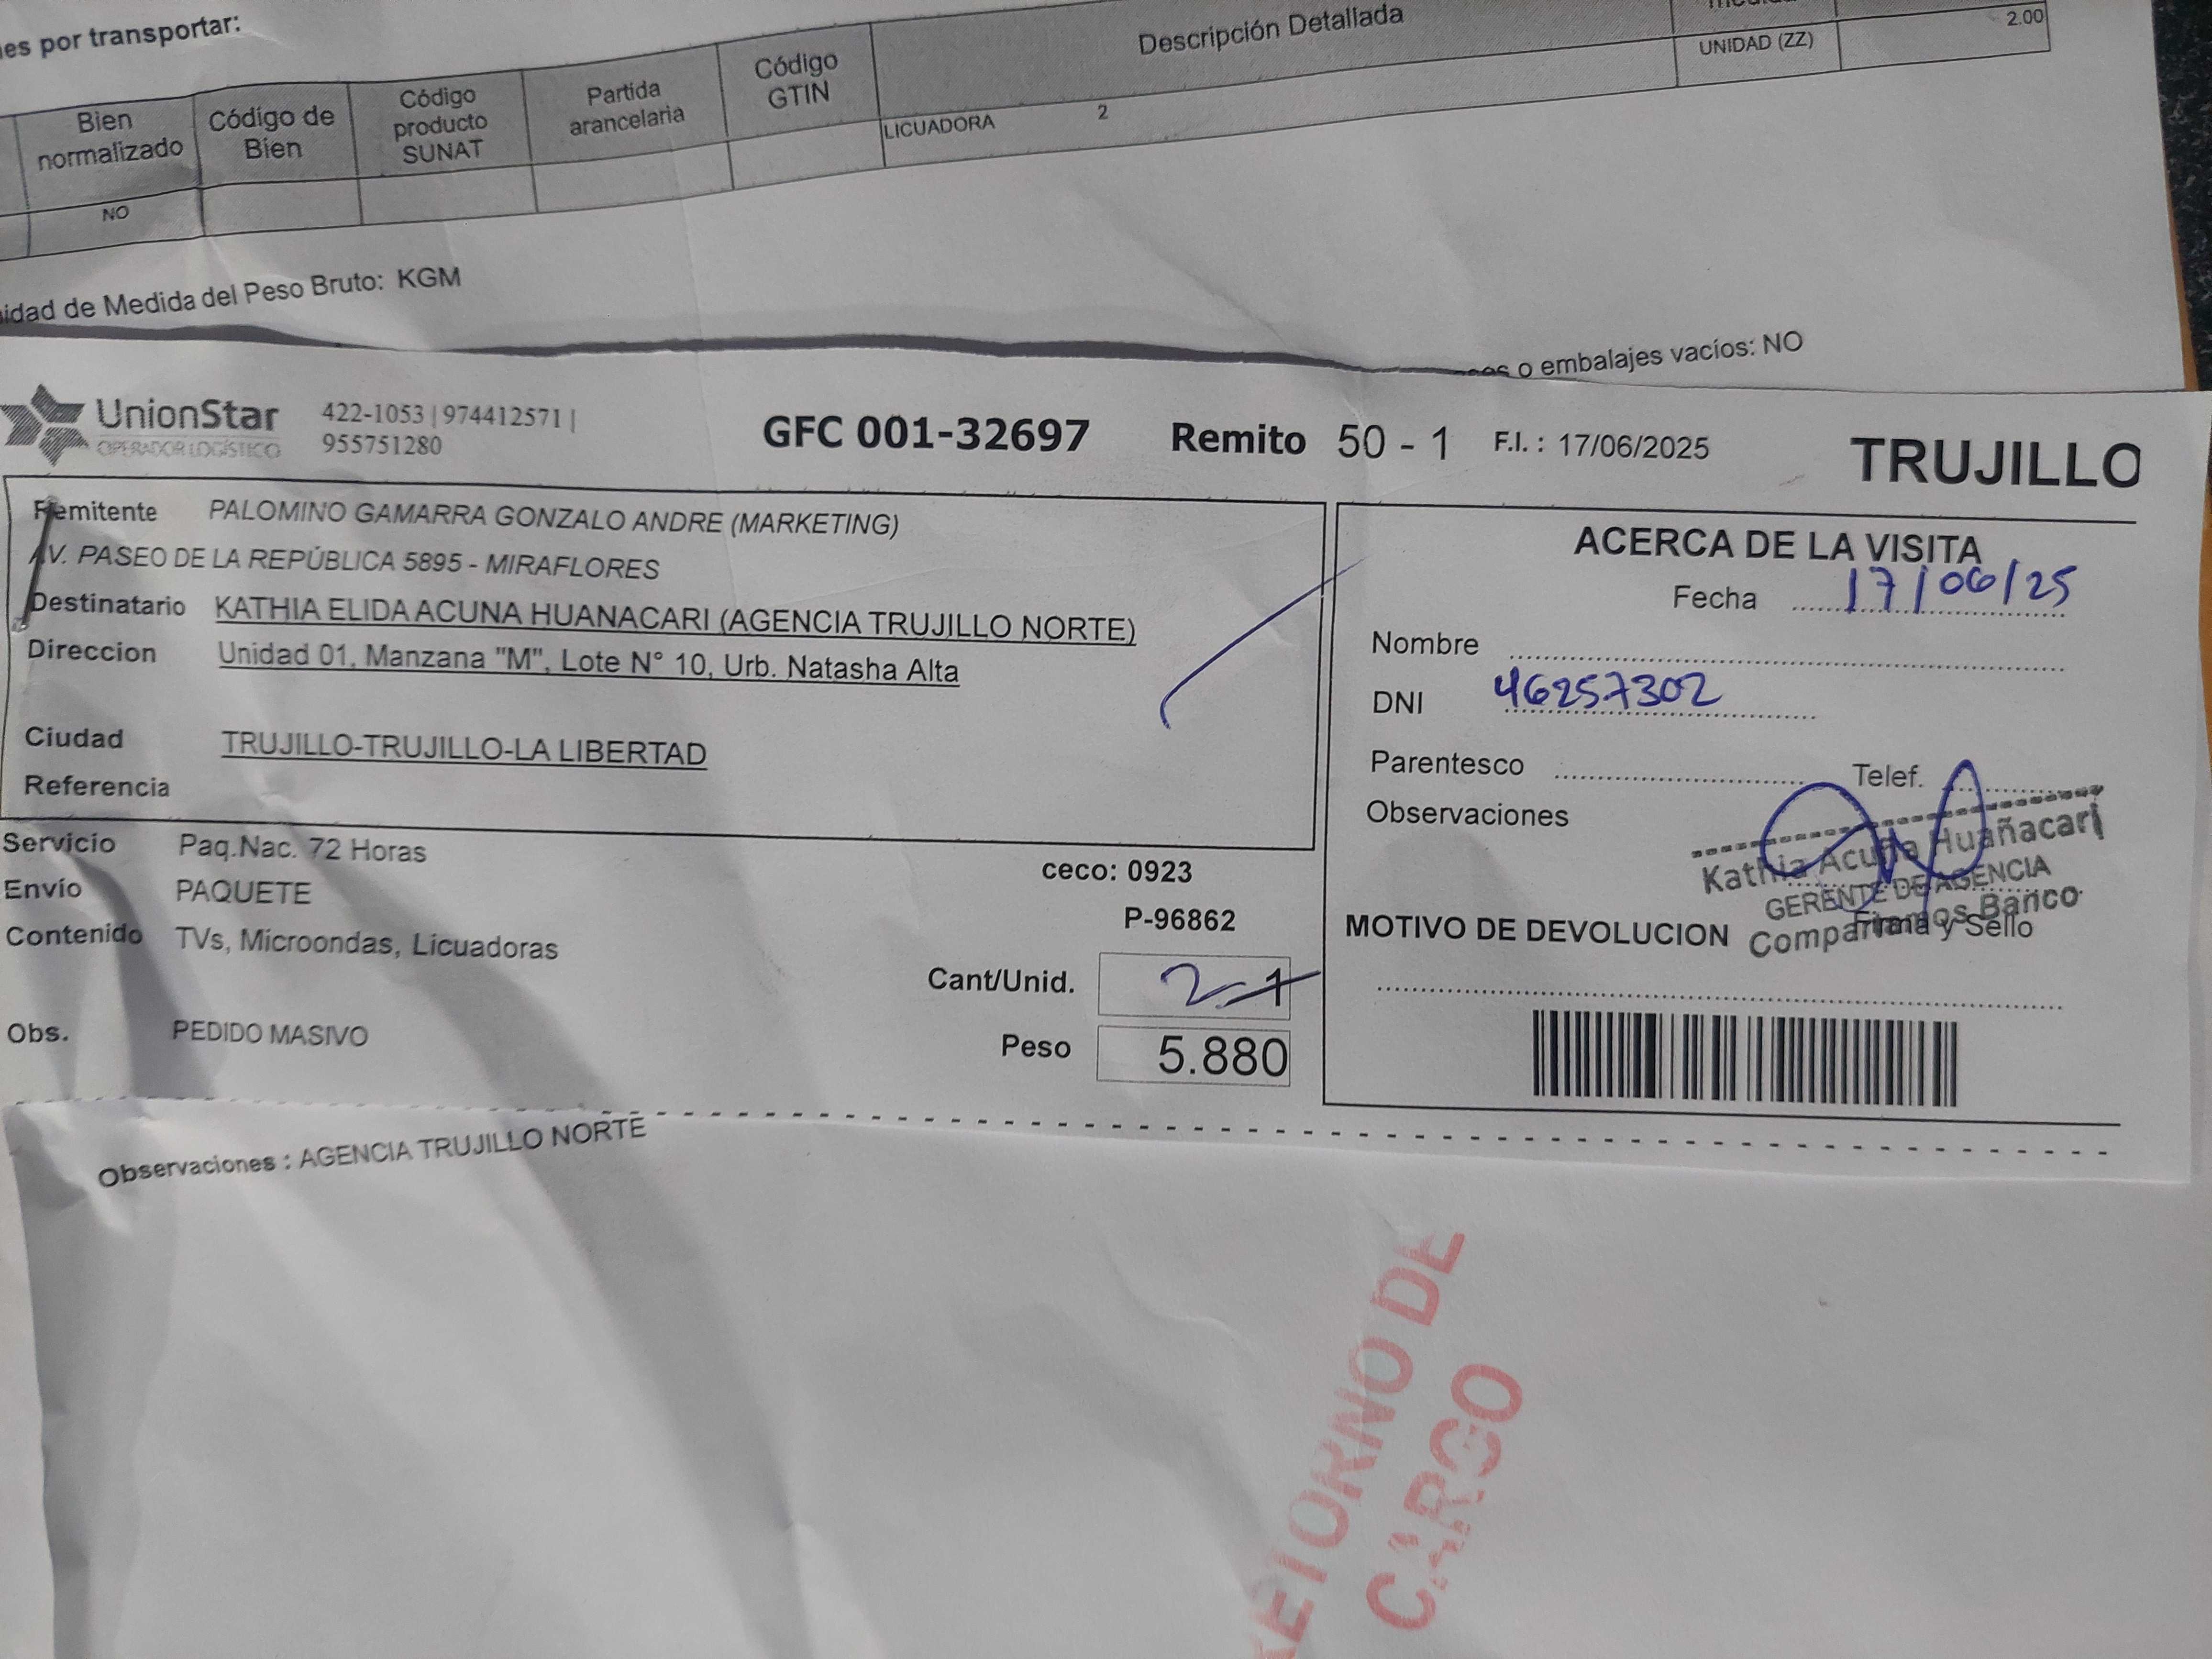 es por transportar:
Bien normalizado
Código de Bien
Código producto SUNAT
Partida arancelaria
Código GTIN
Descripción Detallada
UNIDAD (ZZ)
2.00
NO
LICUADORA 2
idad de Medida del Peso Bruto: KGM
o embalajes vacíos: NO
UnionStar
OPERADOR LOGÍSTICO
422-1053 | 974412571 |
955751280
GFC 001-32697 Remito 50 - 1 F.I. : 17/06/2025 TRUJILLO
Remitente PALOMINO GAMARRA GONZALO ANDRE (MARKETING)
AV. PASEO DE LA REPÚBLICA 5895 - MIRAFLORES
Destinatario KATHIA ELIDA ACUNA HUANACARI (AGENCIA TRUJILLO NORTE)
Direccion Unidad 01, Manzana "M", Lote N° 10, Urb. Natasha Alta
Ciudad TRUJILLO-TRUJILLO-LA LIBERTAD
Referencia
Servicio Paq.Nac. 72 Horas
Envío PAQUETE
Contenido TVs, Microondas, Licuadoras
Obs. PEDIDO MASIVO
ceco: 0923
P-96862
Cant/Unid. 2 1
Peso 5.880
ACERCA DE LA VISITA
Fecha 17/06/25
Nombre
DNI 46257302
Parentesco Telef.
Observaciones
Kathia Acuña Huañacari
GERENTE DE AGENCIA
Compartamos Banco
Firma y Sello
MOTIVO DE DEVOLUCION
Observaciones : AGENCIA TRUJILLO NORTE
RETORNO DE
CARGO